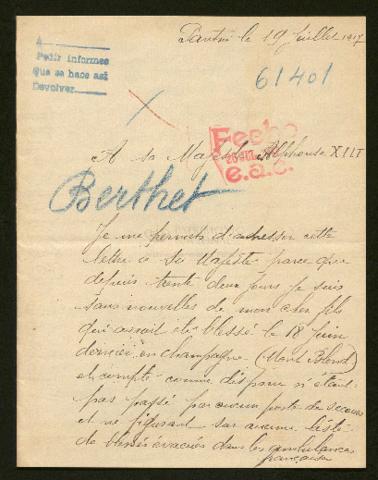 Pantin le 19 juillet 1917
A
Pedir informes
que se hace así
Devolver
61401
Fecho
e.a.c.
A sa Majesté Alphonse XIII
Berthet
Je me permets d'adresser cette
lettre à Sa Majesté parce que
depuis trente deux jours je suis
sans nouvelles de mon cher fils
qui assait été blessé le 18 juin
dernier en Champagne (Mont Blond)
et compté comme disparu n'étant
pas passé par aucun poste de secours
et ne figurant sur aucune liste
de blessés évacués dans les ambulances
françaises